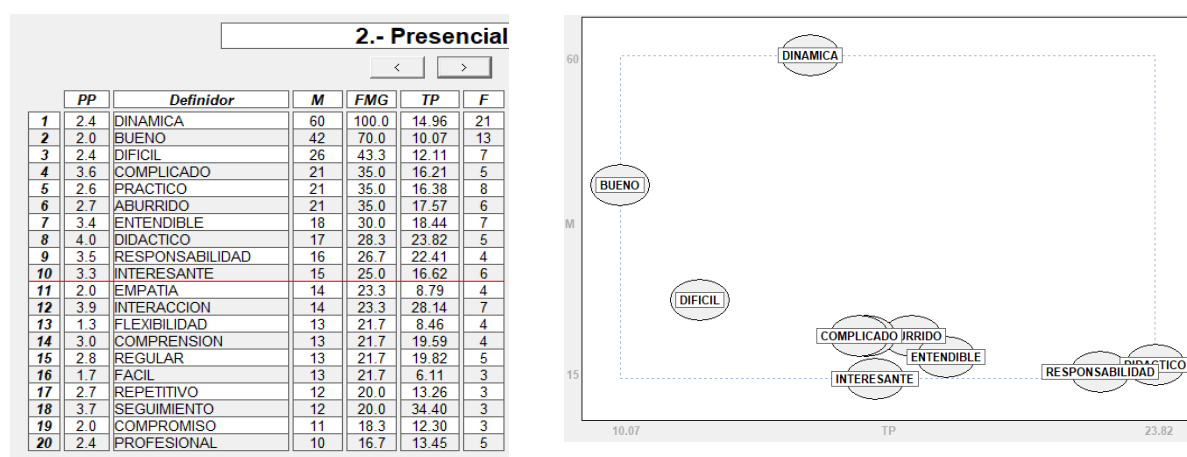 2.- Presencial
< >
PP Definidor M FMG TP F
1 2.4 DINAMICA 60 100.0 14.96 21
2 2.0 BUENO 42 70.0 10.07 13
3 2.4 DIFICIL 26 43.3 12.11 7
4 3.6 COMPLICADO 21 35.0 16.21 5
5 2.6 PRACTICO 21 35.0 16.38 8
6 2.7 ABURRIDO 21 35.0 17.57 6
7 3.4 ENTENDIBLE 18 30.0 18.44 7
8 4.0 DIDACTICO 17 28.3 23.82 5
9 3.5 RESPONSABILIDAD 16 26.7 22.41 4
10 3.3 INTERESANTE 15 25.0 16.62 6
11 2.0 EMPATIA 14 23.3 8.79 4
12 3.9 INTERACCION 14 23.3 28.14 7
13 1.3 FLEXIBILIDAD 13 21.7 8.46 4
14 3.0 COMPRENSION 13 21.7 19.59 4
15 2.8 REGULAR 13 21.7 19.82 5
16 1.7 FACIL 13 21.7 6.11 3
17 2.7 REPETITIVO 12 20.0 13.26 3
18 3.7 SEGUIMIENTO 12 20.0 34.40 3
19 2.0 COMPROMISO 11 18.3 12.30 3
20 2.4 PROFESIONAL 10 16.7 13.45 5
60
DINAMICA
BUENO
M
DIFICIL
COMPLICADO
RRIDO
ENTENDIBLE
DIDACTICO
15
INTERESANTE
RESPONSABILIDAD
10.07 TP 23.82